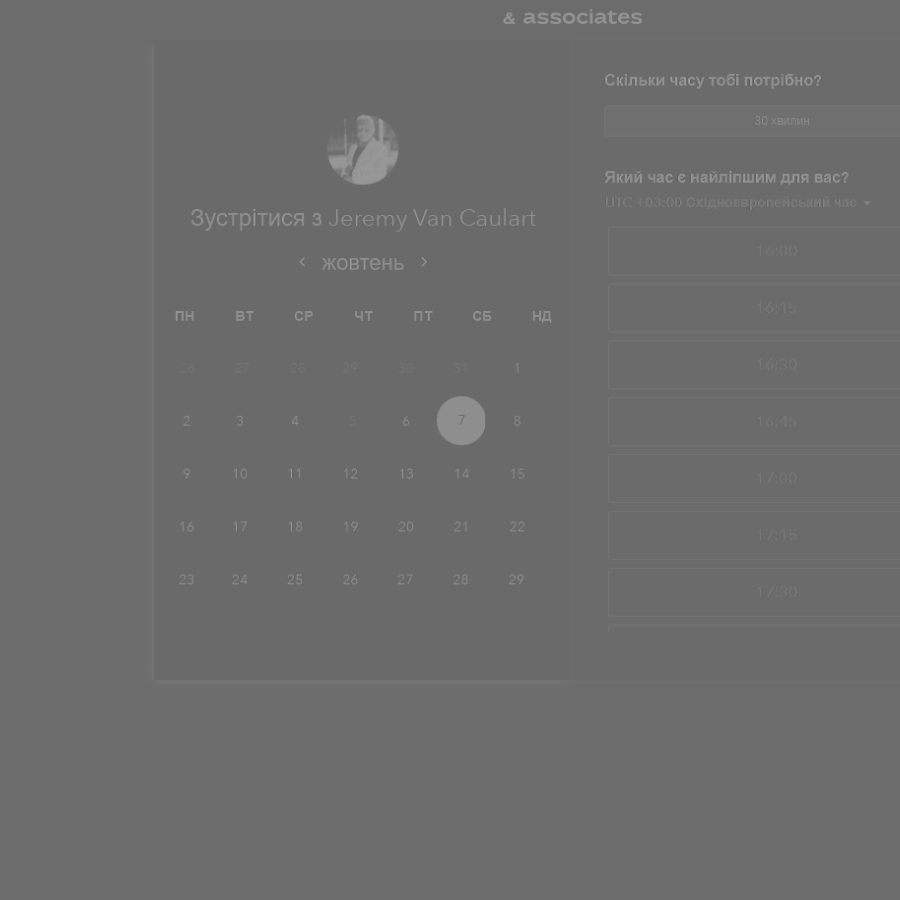 & associates
Зустрітися з Jeremy Van Caulart
жовтень
ПН ВТ СР ЧТ ПТ СБ НД
26 27 28 29 30 31 1
2 3 4 5 6 7 8
9 10 11 12 13 14 15
16 17 18 19 20 21 22
23 24 25 26 27 28 29
Скільки часу тобі потрібно?
30 хвилин
Який час є найліпшим для вас?
UTC +03:00 Східноєвропейський час
16:00
16:15
16:30
16:45
17:00
17:15
17:30